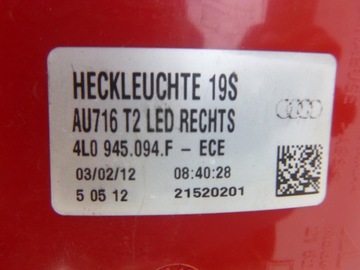 HECKLEUCHTE 19S
AU716 T2 LED RECHTS
4L0 945.094.F - ECE
03/02/12 08:40:28
5 05 12 21520201